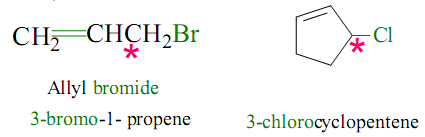 CH₂=CHCH₂Br
*
Cl
*
Allyl bromide
3-bromo-1- propene
3-chlorocyclopentene